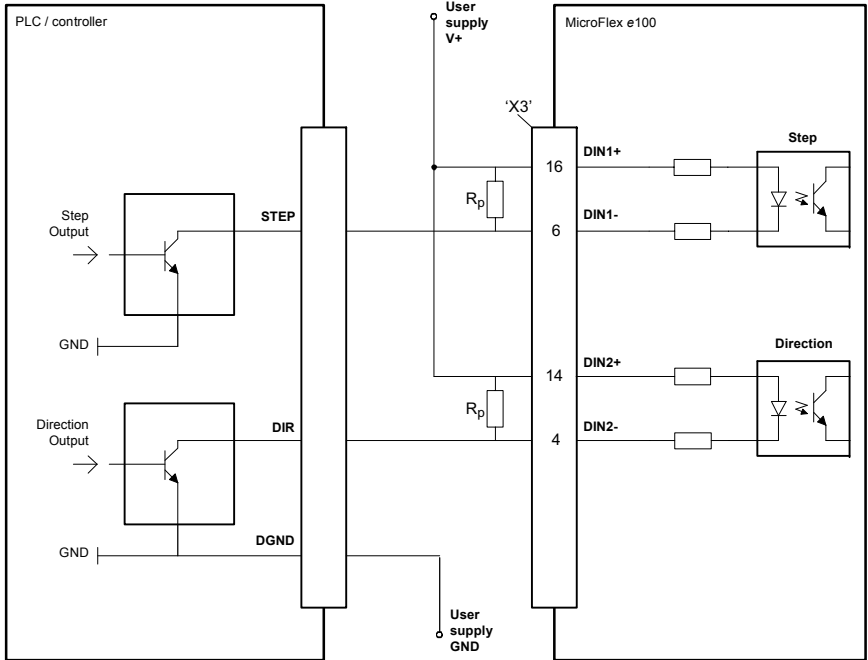 PLC / controller
User
supply
V+
MicroFlex e100
'X3'
Step
Output
STEP
GND
Rp
16
DIN1+
6
DIN1-
Step
Direction
Output
DIR
GND
DGND
Rp
14
DIN2+
4
DIN2-
Direction
User
supply
GND